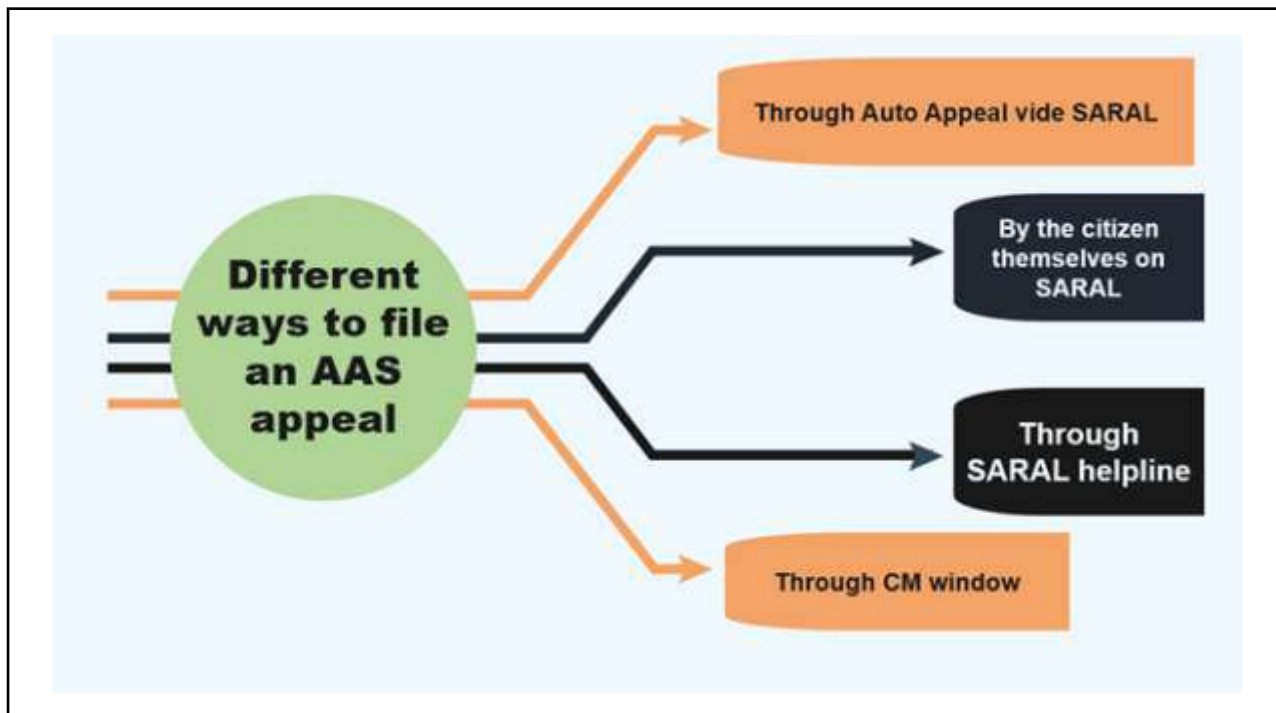 Different
ways to file
an AAS
appeal
Through Auto Appeal vide SARAL
By the citizen
themselves on
SARAL
Through
SARAL helpline
Through CM window